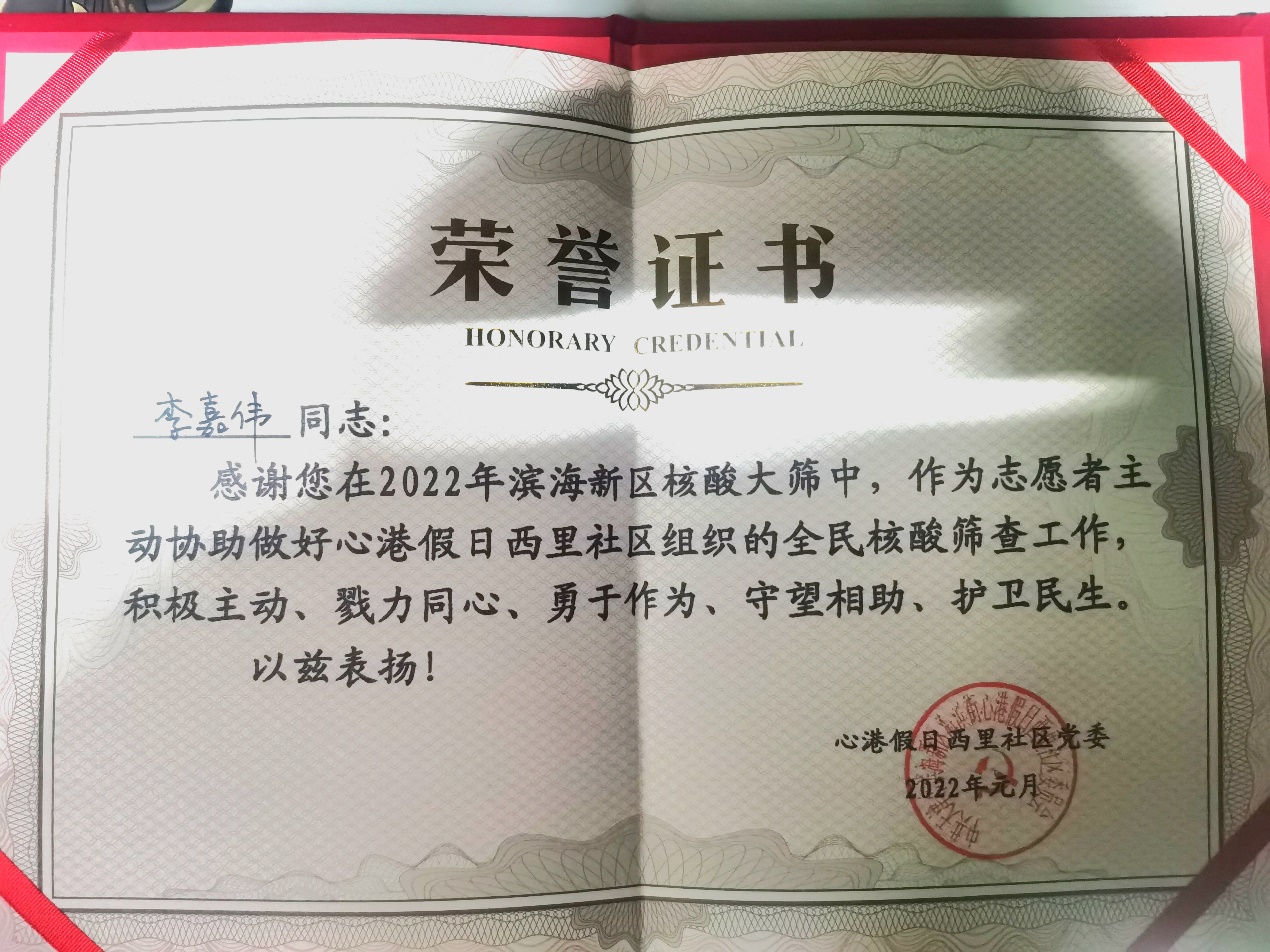 荣誉证书
HONORARY CREDENTIAL
李嘉伟 同志：
感谢您在2022年滨海新区核酸大筛中，作为志愿者主
动协助做好心港假日西里社区组织的全民核酸筛查工作，
积极主动、戮力同心、勇于作为、守望相助、护卫民生。
以兹表扬！
心港假日西里社区党委
2022年元月